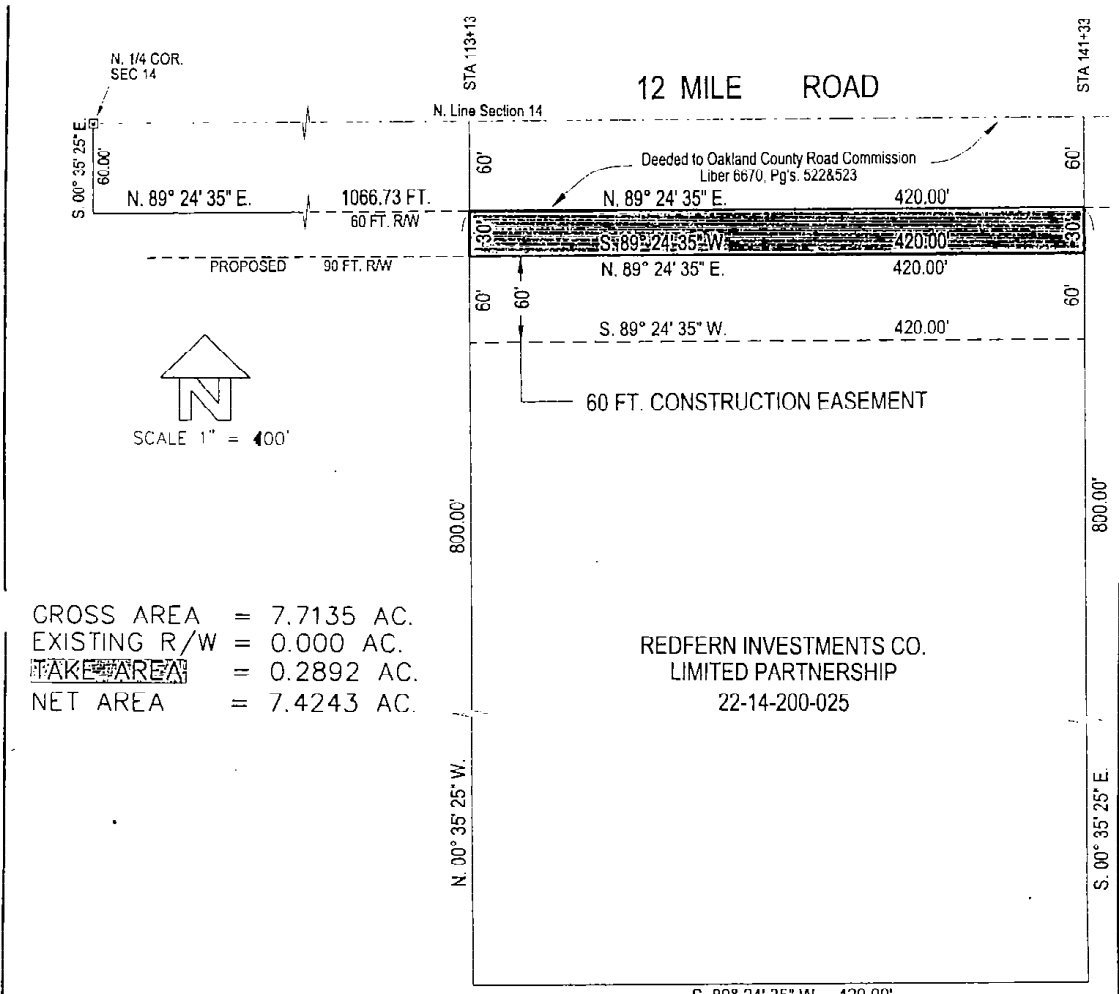 STA 113+13
STA 141+33
N. 1/4 COR.
SEC 14
12 MILE ROAD
N. Line Section 14
S. 00° 35' 25" E.
60.00'
60'
Deeded to Oakland County Road Commission
Liber 6670, Pg's. 522&523
60'
N. 89° 24' 35" E. 1066.73 FT.
N. 89° 24' 35" E. 420.00'
60 FT. R/W
30'
S. 89° 24' 35" W. 420.00'
30'
PROPOSED 90 FT. R/W
N. 89° 24' 35" E. 420.00'
60'
60'
60'
S. 89° 24' 35" W. 420.00'
N
60 FT. CONSTRUCTION EASEMENT
SCALE 1" = 400'
800.00'
800.00'
GROSS AREA = 7.7135 AC.
EXISTING R/W = 0.000 AC.
TAKE AREA = 0.2892 AC.
NET AREA = 7.4243 AC.
REDFERN INVESTMENTS CO.
LIMITED PARTNERSHIP
22-14-200-025
N. 00° 35' 25" W.
S. 00° 35' 25" E.
S. 89° 24' 35" W. 420.00'